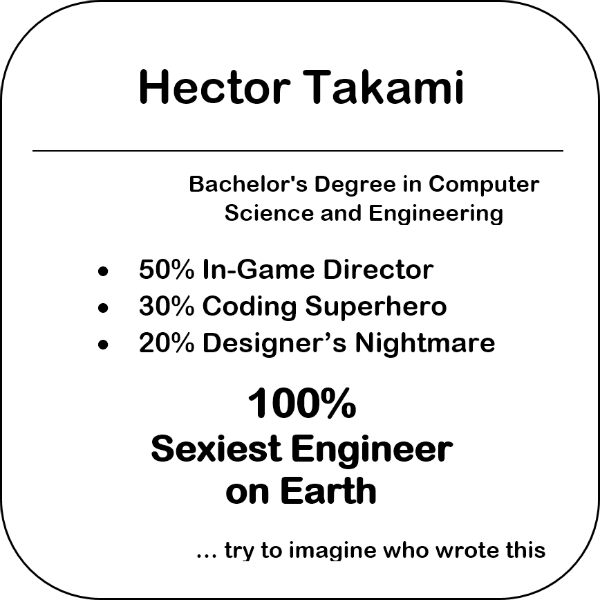 Hector Takami
Bachelor's Degree in Computer
Science and Engineering
• 50% In-Game Director
• 30% Coding Superhero
• 20% Designer’s Nightmare
100%
Sexiest Engineer
on Earth
... try to imagine who wrote this